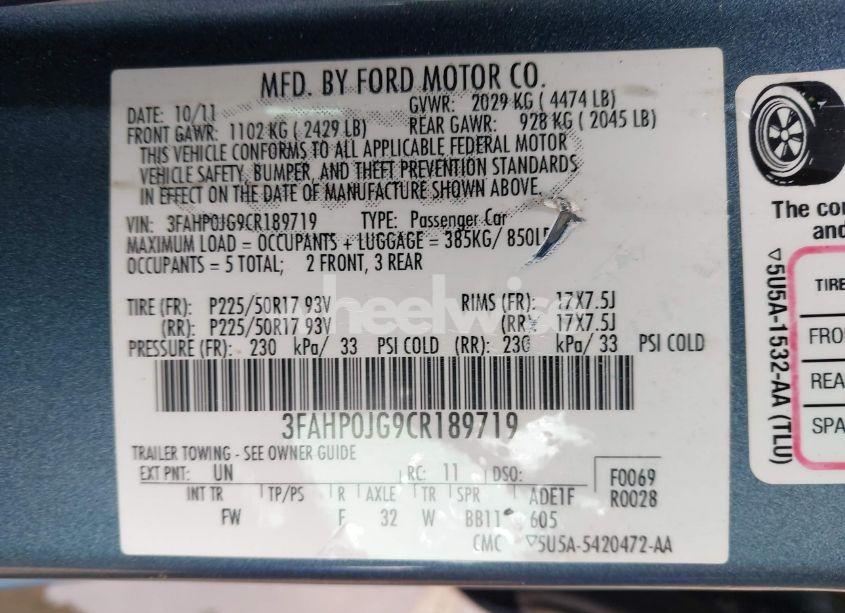 MFD. BY FORD MOTOR CO.
DATE: 10/11 GVWR: 2029 KG ( 4474 LB)
FRONT GAWR: 1102 KG ( 2429 LB) REAR GAWR: 928 KG ( 2045 LB)
THIS VEHICLE CONFORMS TO ALL APPLICABLE FEDERAL MOTOR
VEHICLE SAFETY, BUMPER, AND THEFT PREVENTION STANDARDS
IN EFFECT ON THE DATE OF MANUFACTURE SHOWN ABOVE.
VIN: 3FAHP0JG9CR189719 TYPE: Passenger Car
MAXIMUM LOAD = OCCUPANTS + LUGGAGE = 385KG/ 850L
OCCUPANTS = 5 TOTAL; 2 FRONT, 3 REAR
TIRE (FR): P225/50R17 93V RIMS (FR): 17X7.5J
(RR): P225/50R17 93V (RR): 17X7.5J
PRESSURE (FR): 230 kPa/ 33 PSI COLD (RR): 230 kPa/ 33 PSI COLD
3FAHP0JG9CR189719
TRAILER TOWING - SEE OWNER GUIDE
EXT PNT: UN RC: 11 DSO: F0069
INT TR TP/PS R AXLE TR SPR ADE1F R0028
FW F 32 W BB11 605
CMC ▽5U5A-5420472-AA
wheelwise
The co
and
▽5U5A-1532-AA (TLU)
TIRE
FRO
REA
SPA